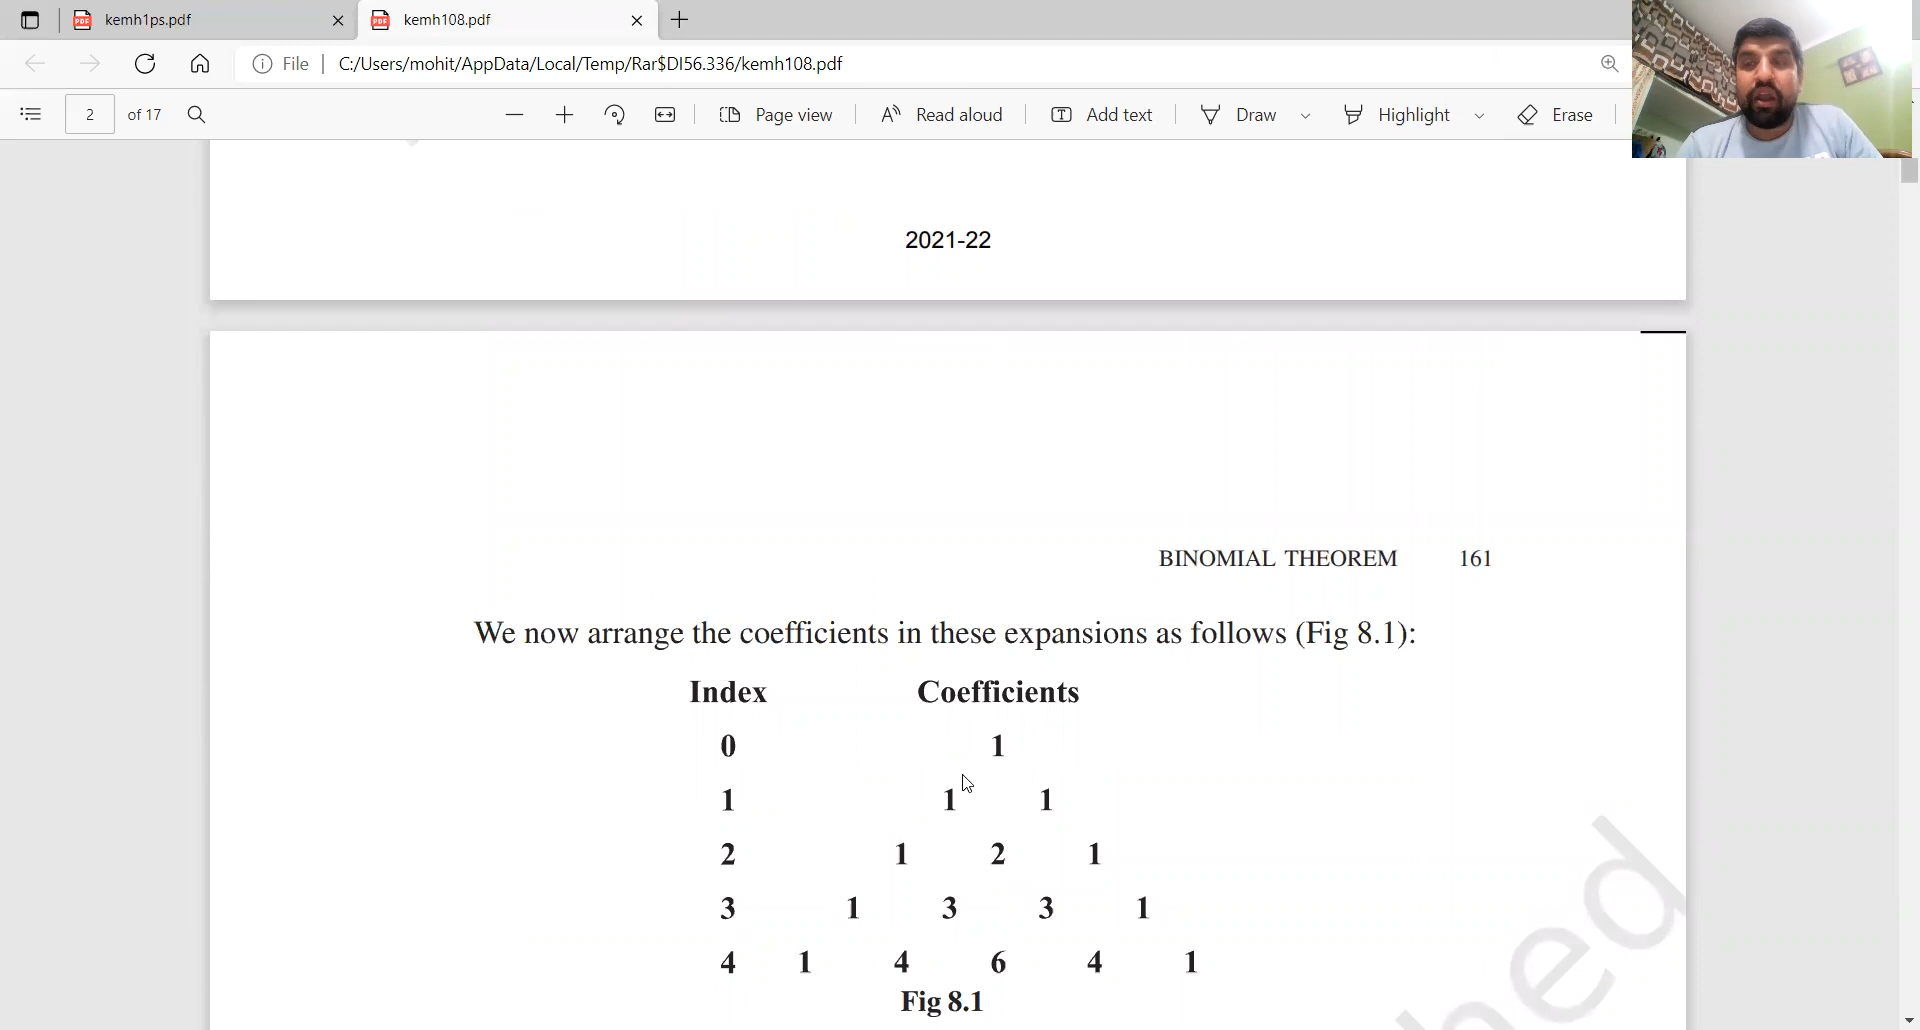 kemh1ps.pdf
kemh108.pdf
File C:/Users/mohit/AppData/Local/Temp/Rar$DI56.336/kemh108.pdf
2 of 17 Page view Read aloud Add text Draw Highlight Erase
2021-22
BINOMIAL THEOREM 161
We now arrange the coefficients in these expansions as follows (Fig 8.1):
Index Coefficients
0 1
1 1 1
2 1 2 1
3 1 3 3 1
4 1 4 6 4 1
Fig 8.1